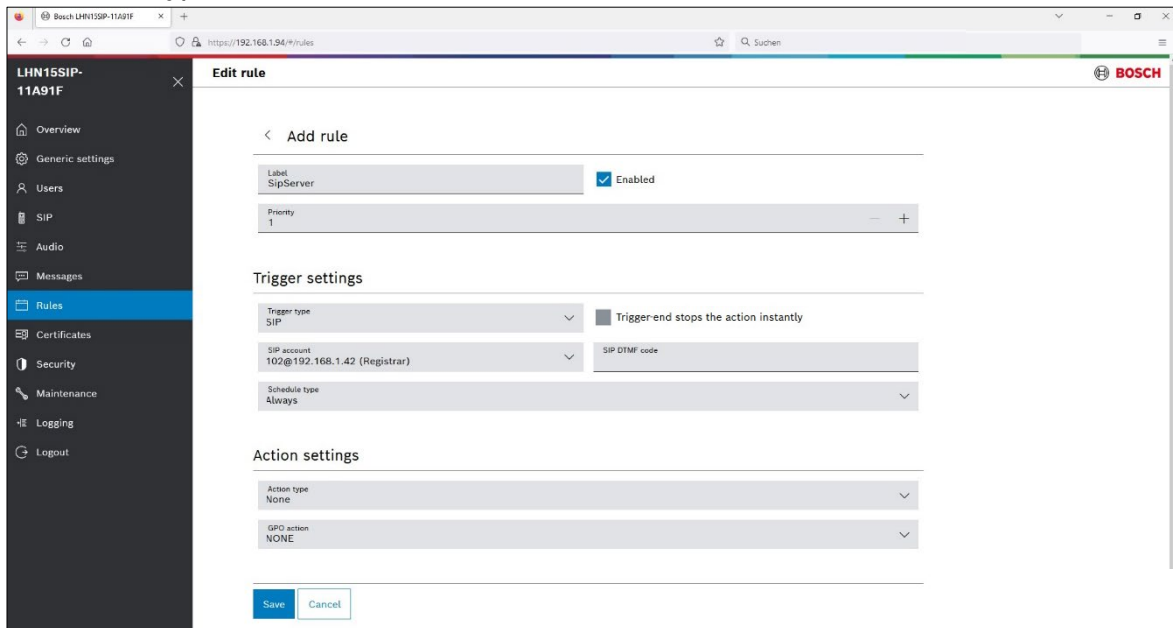 Bosch LHN15SIP-11A91F
https://192.168.1.94/#/rules
Suchen
LHN15SIP-
11A91F
Edit rule
BOSCH
Overview
Generic settings
Users
SIP
Audio
Messages
Rules
Certificates
Security
Maintenance
Logging
Logout
Add rule
Label
SipServer
Enabled
Priority
1
Trigger settings
Trigger type
SIP
Trigger-end stops the action instantly
SIP account
102@192.168.1.42 (Registrar)
SIP DTMF code
Schedule type
Always
Action settings
Action type
None
GPO action
NONE
Save
Cancel